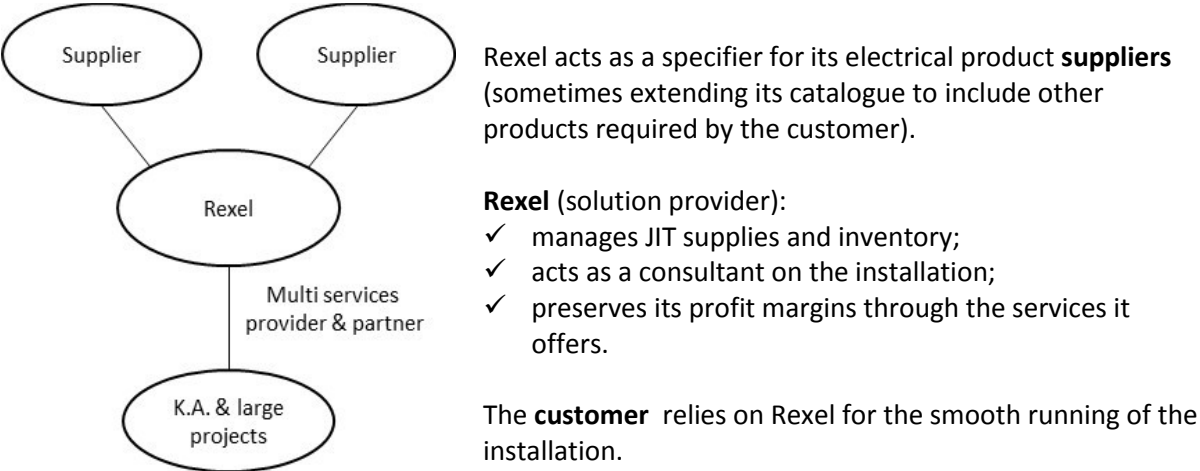 Supplier
Supplier
Rexel
Multi services
provider & partner
K.A. & large
projects
Rexel acts as a specifier for its electrical product suppliers
(sometimes extending its catalogue to include other
products required by the customer).
Rexel (solution provider):
✓ manages JIT supplies and inventory;
✓ acts as a consultant on the installation;
✓ preserves its profit margins through the services it
offers.
The customer relies on Rexel for the smooth running of the
installation.